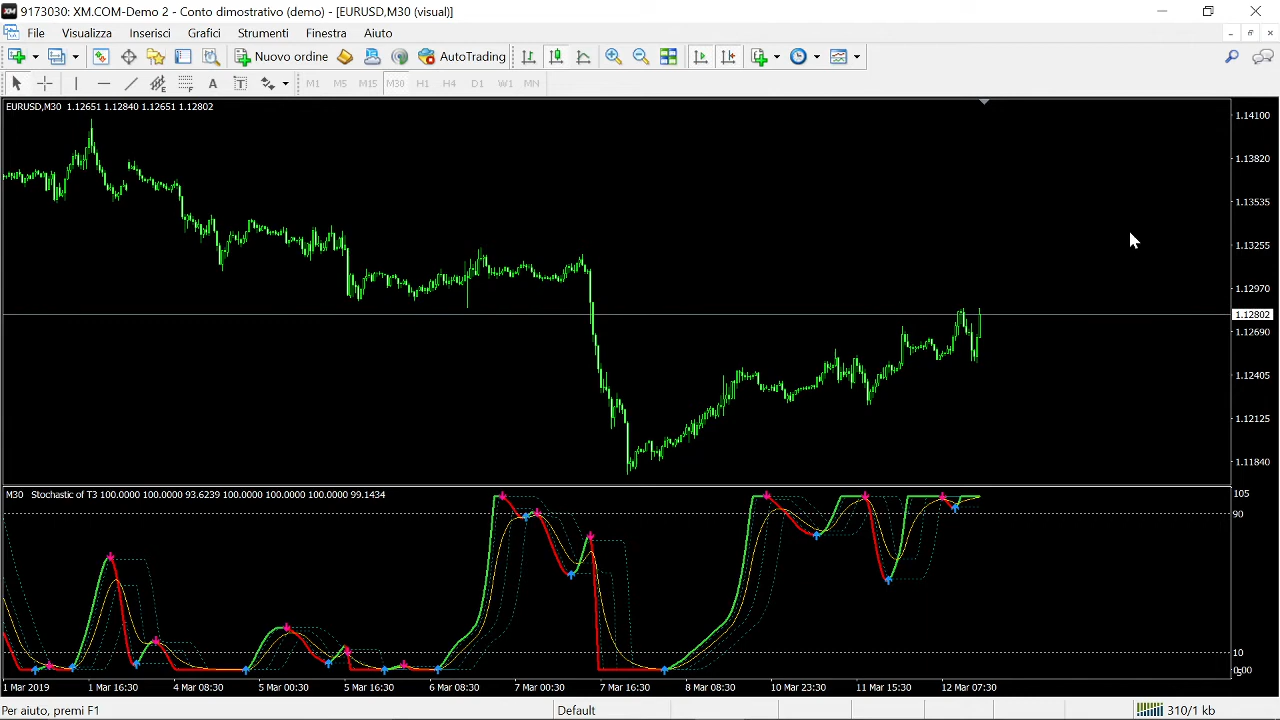 9173030: XM.COM-Demo 2 - Conto dimostrativo (demo) - [EURUSD,M30 (visual)]
File Visualizza Inserisci Grafici Strumenti Finestra Aiuto
Nuovo ordine AutoTrading
A T M1 M5 M15 M30 H1 H4 D1 W1 MN
EURUSD,M30 1.12651 1.12840 1.12651 1.12802
1.14100
1.13820
1.13535
1.13255
1.12970
1.12802
1.12690
1.12405
1.12125
1.11840
M30 Stochastic of T3 100.0000 100.0000 93.6239 100.0000 100.0000 100.0000 99.1434
105
90
10
1 Mar 2019 1 Mar 16:30 4 Mar 08:30 5 Mar 00:30 5 Mar 16:30 6 Mar 08:30 7 Mar 00:30 7 Mar 16:30 8 Mar 08:30 10 Mar 23:30 11 Mar 15:30 12 Mar 07:30
Per aiuto, premi F1 Default 310/1 kb